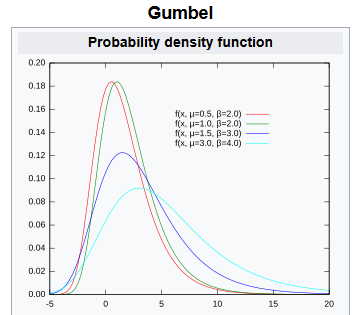 Gumbel
Probability density function
0.20
0.18
0.16
0.14
0.12
0.10
0.08
0.06
0.04
0.02
0.00
f(x, μ=0.5, β=2.0)
f(x, μ=1.0, β=2.0)
f(x, μ=1.5, β=3.0)
f(x, μ=3.0, β=4.0)
-5 0 5 10 15 20